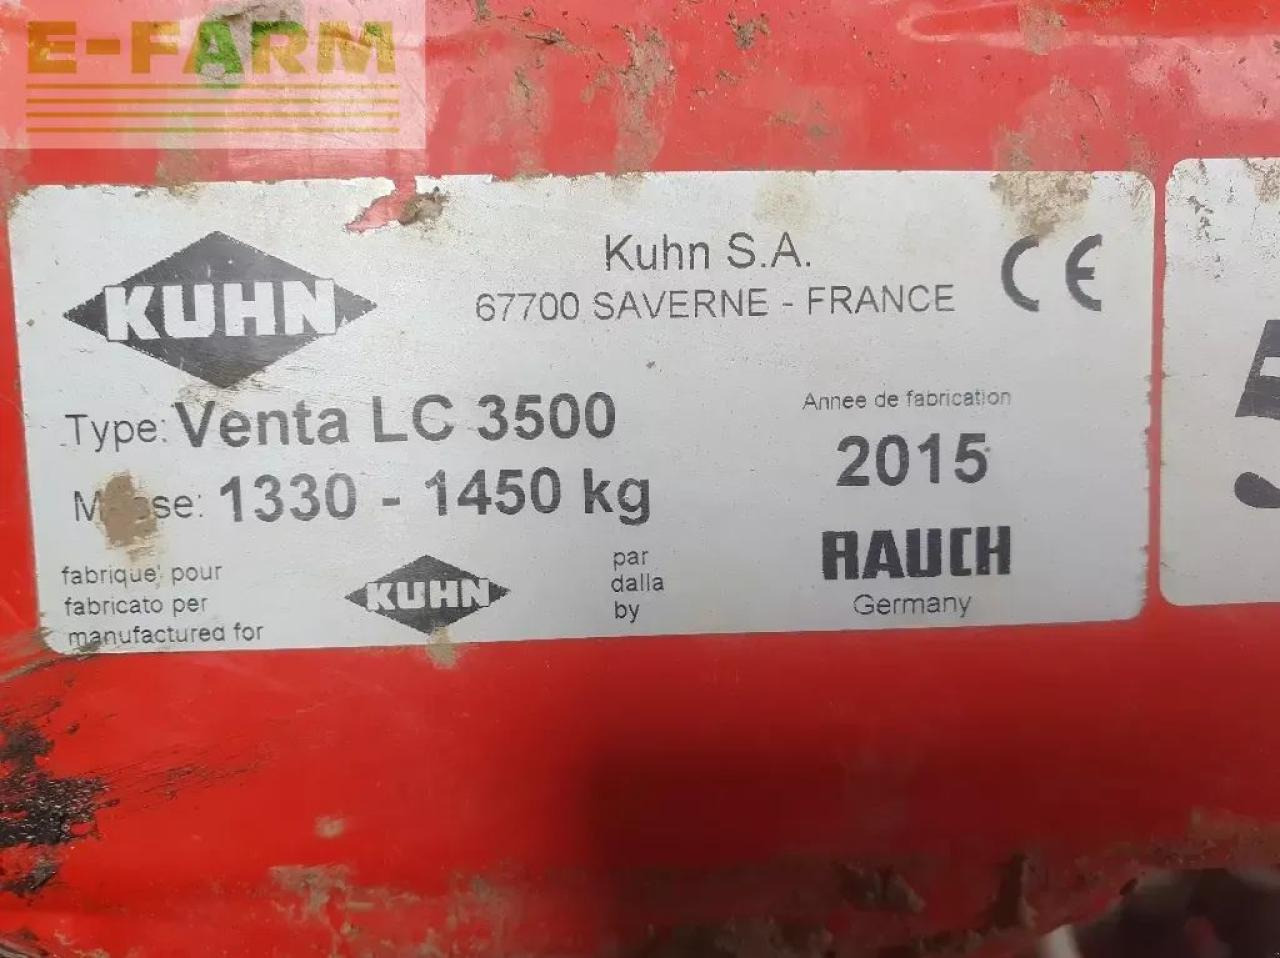 E-FARM
KUHN
Kuhn S.A.
67700 SAVERNE - FRANCE
CE
Type: Venta LC 3500
Annee de fabrication
2015
1330 - 1450 kg
fabrique pour
fabricato per
manufactured for
KUHN
par
dalla
by
RAUCH
Germany